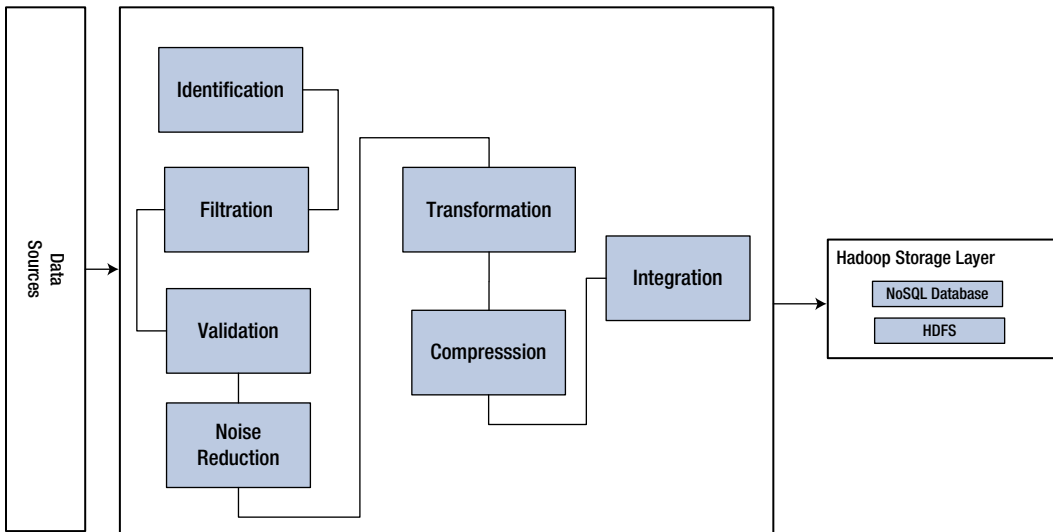 Data
Sources
Identification
Filtration
Validation
Noise
Reduction
Transformation
Compresssion
Integration
Hadoop Storage Layer
NoSQL Database
HDFS